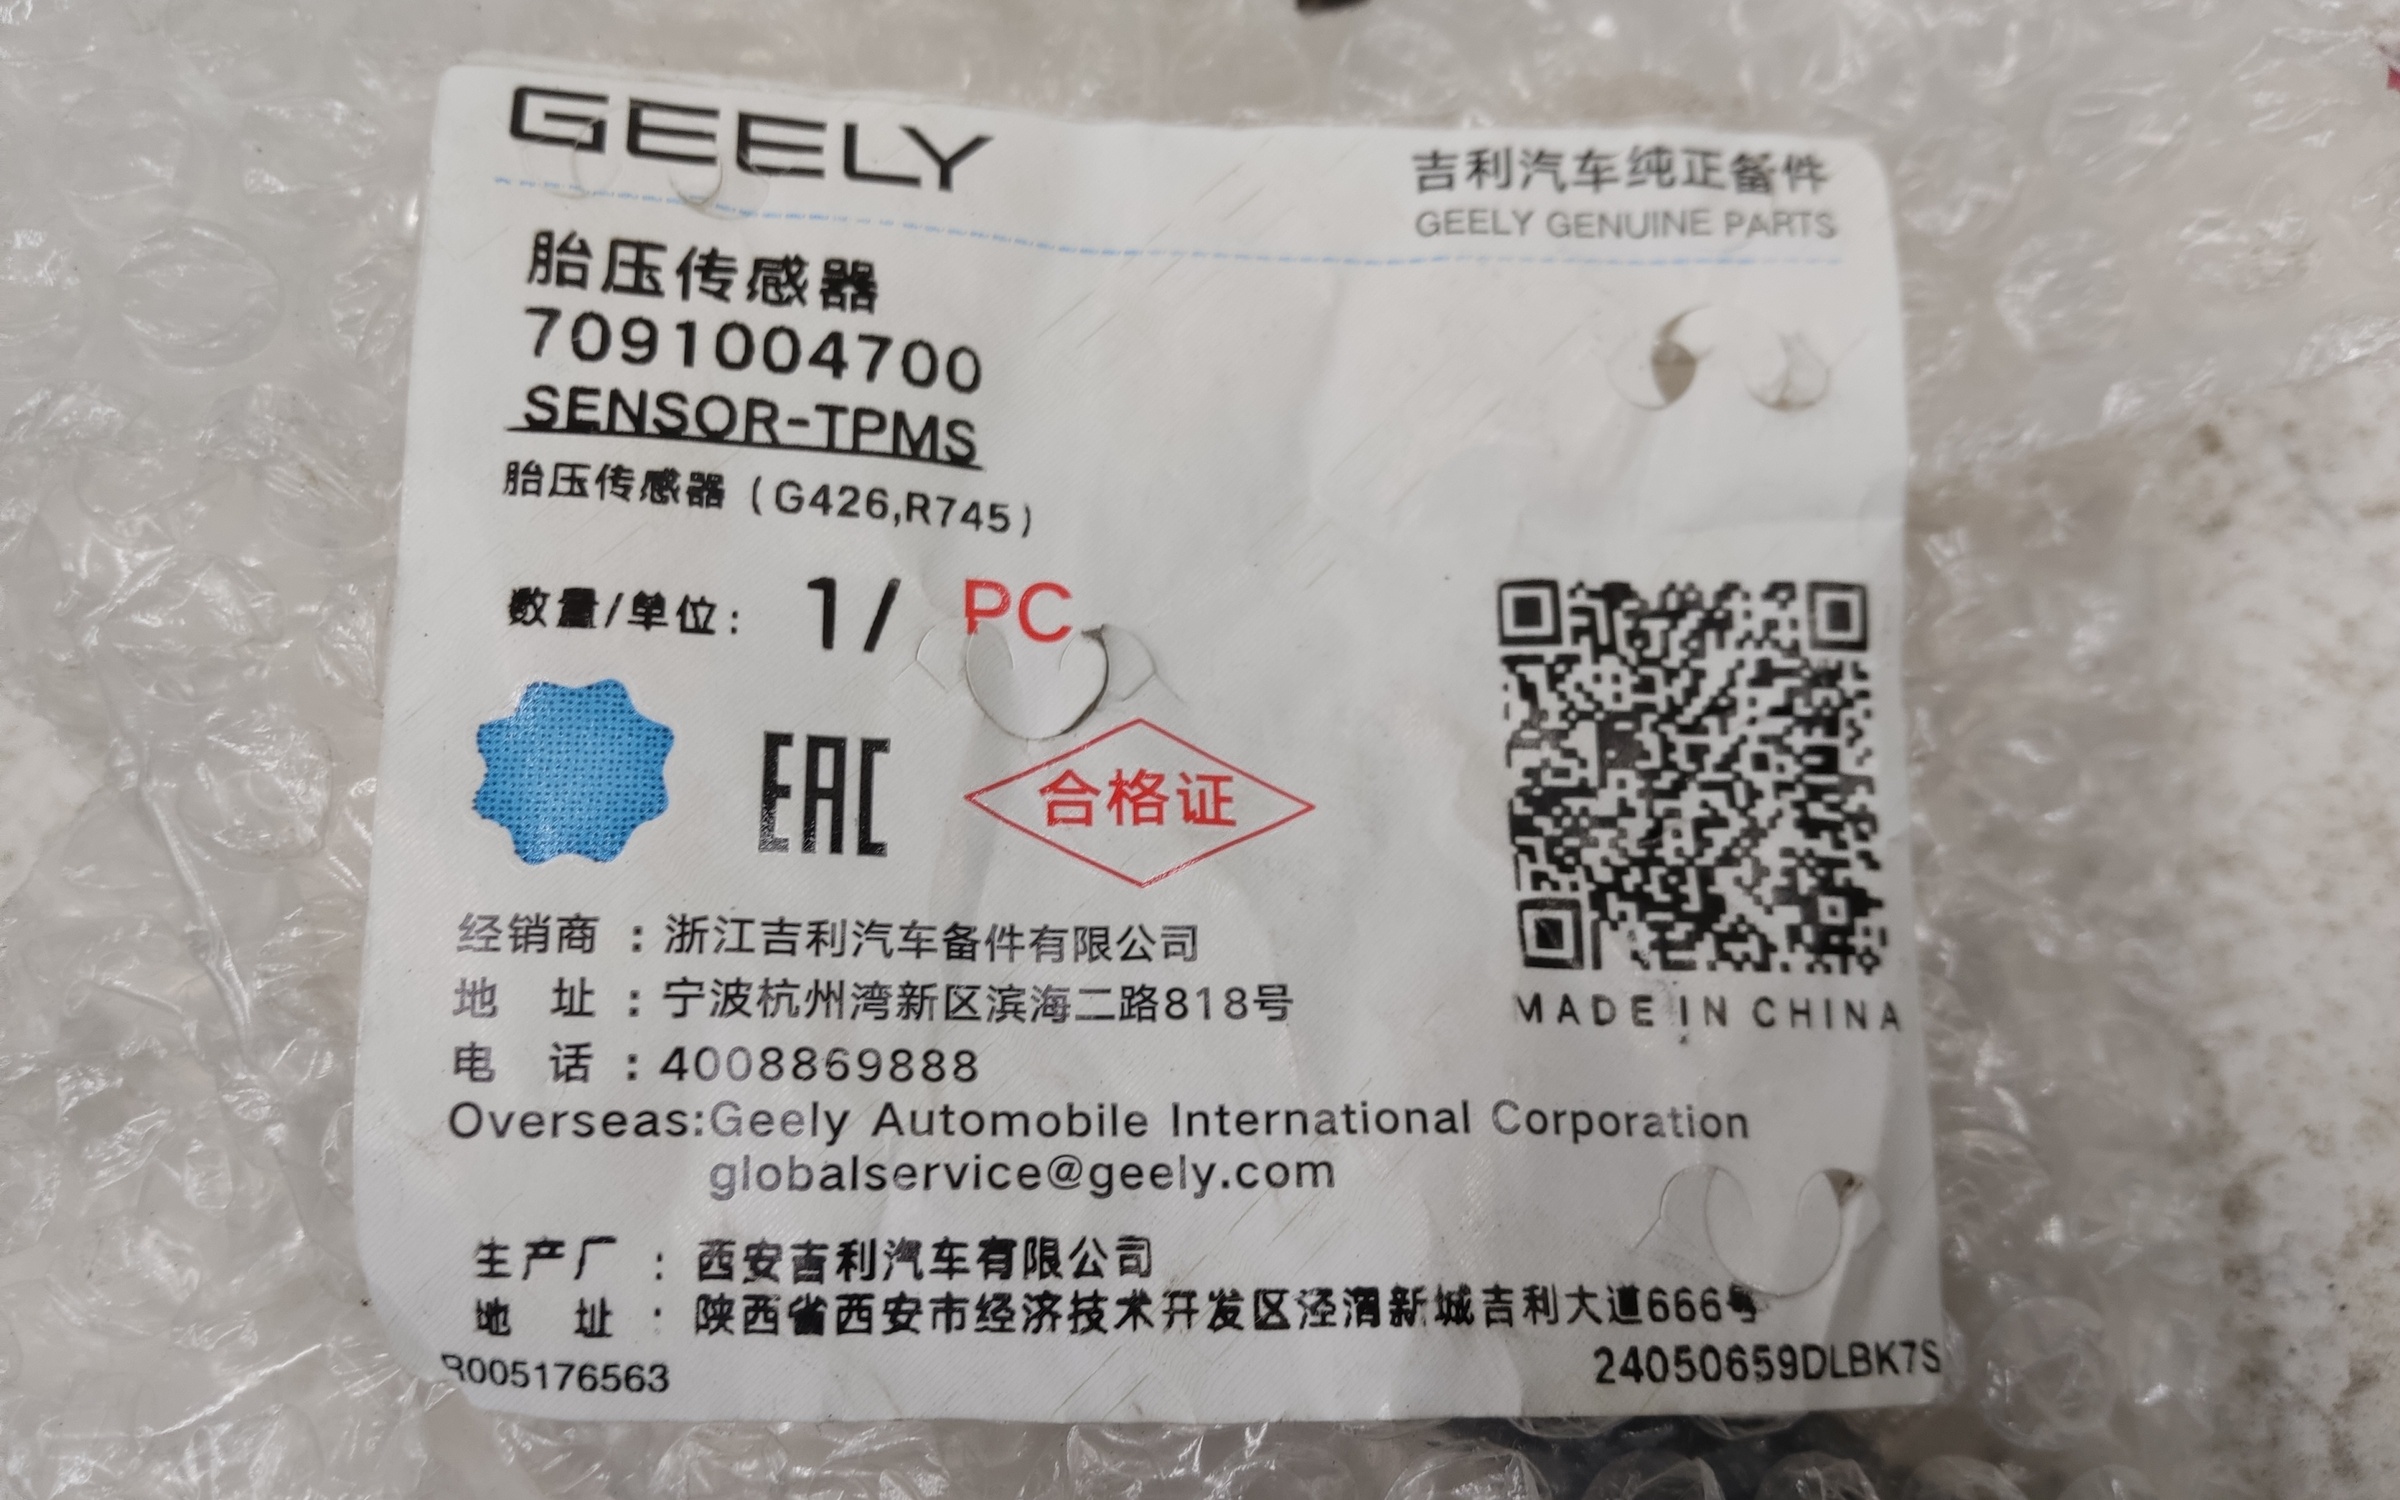 GEELY
吉利汽车纯正备件
GEELY GENUINE PARTS
胎压传感器
7091004700
SENSOR-TPMS
胎压传感器（G426,R745）
数量/单位: 1/ PC
EAC
合格证
经销商 : 浙江吉利汽车备件有限公司
地 址 : 宁波杭州湾新区滨海二路818号
电 话 : 4008869888
Overseas:Geely Automobile International Corporation
globalservice@geely.com
MADE IN CHINA
生产厂 : 西安吉利汽车有限公司
地 址 : 陕西省西安市经济技术开发区泾渭新城吉利大道666号
R005176563
24050659DLBK7S